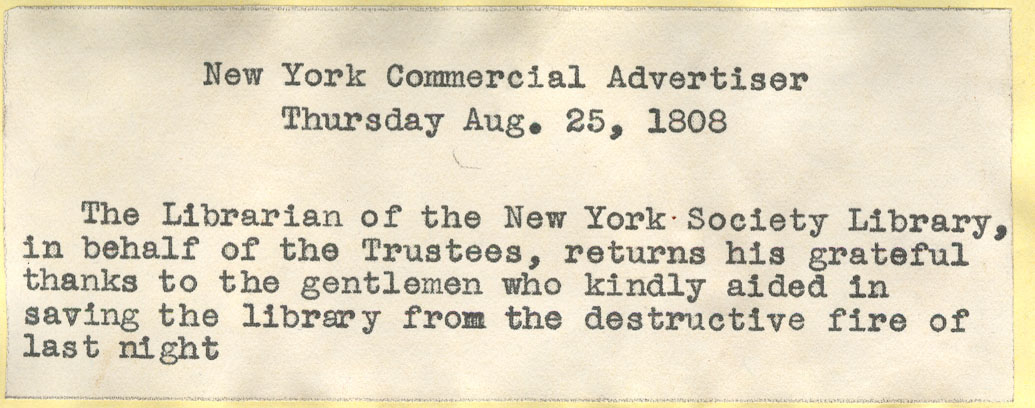 New York Commercial Advertiser
Thursday Aug. 25, 1808
The Librarian of the New York Society Library,
in behalf of the Trustees, returns his grateful
thanks to the gentlemen who kindly aided in
saving the library from the destructive fire of
last night